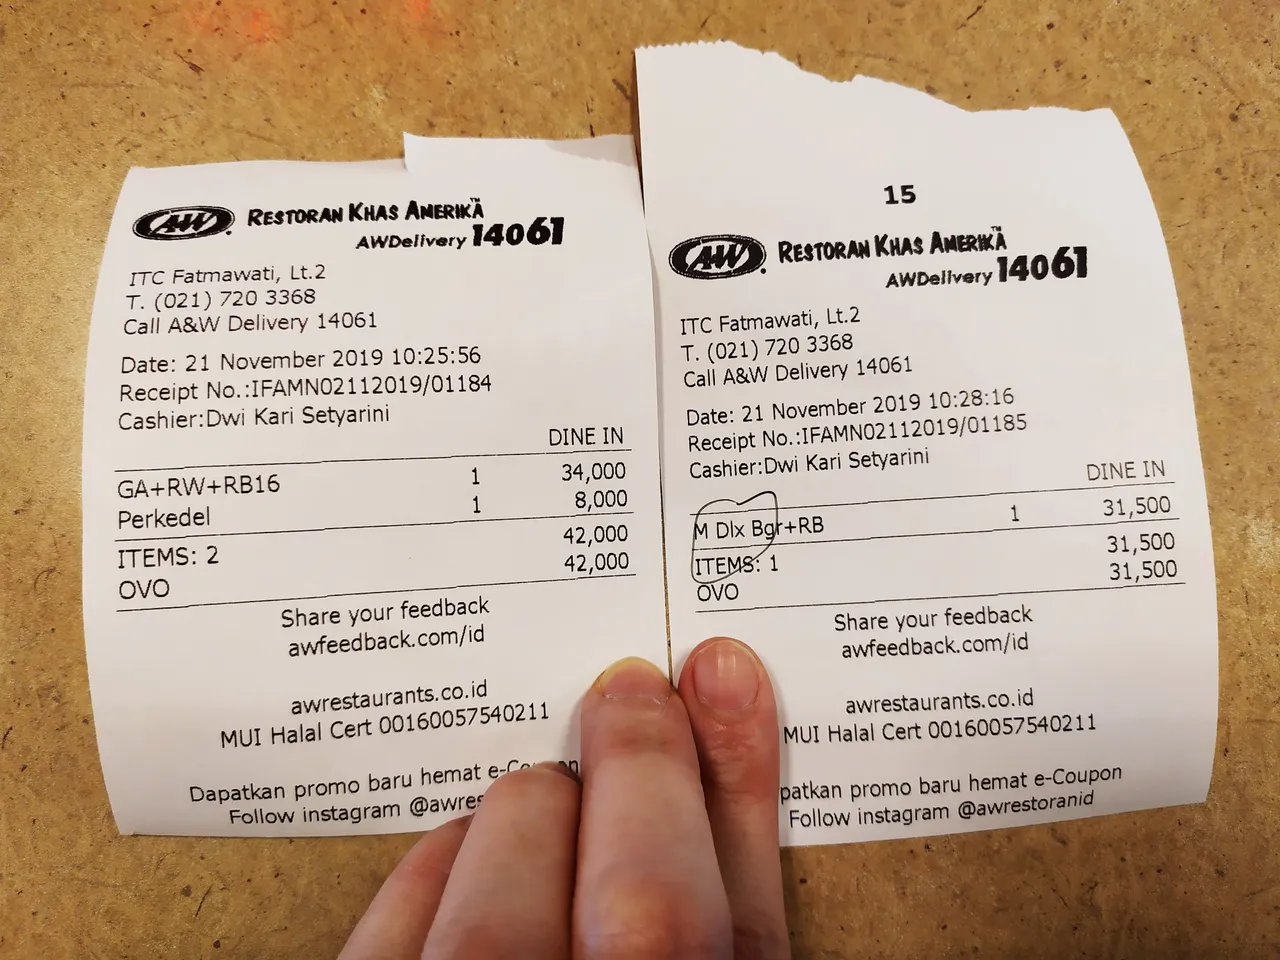 A&W RESTORAN KHAS AMERIKA™
AWDelivery 14061
ITC Fatmawati, Lt.2
T. (021) 720 3368
Call A&W Delivery 14061
Date: 21 November 2019 10:25:56
Receipt No.:IFAMN02112019/01184
Cashier:Dwi Kari Setyarini
DINE IN
GA+RW+RB16 1 34,000
Perkedel 1 8,000
ITEMS: 2 42,000
OVO 42,000
Share your feedback
awfeedback.com/id
awrestaurants.co.id
MUI Halal Cert 00160057540211
Dapatkan promo baru hemat
Follow instagram
15
A&W RESTORAN KHAS AMERIKA™
AWDelivery 14061
ITC Fatmawati, Lt.2
T. (021) 720 3368
Call A&W Delivery 14061
Date: 21 November 2019 10:28:16
Receipt No.:IFAMN02112019/01185
Cashier:Dwi Kari Setyarini
DINE IN
M Dlx Bgr+RB 1 31,500
ITEMS: 1 31,500
OVO 31,500
Share your feedback
awfeedback.com/id
awrestaurants.co.id
MUI Halal Cert 00160057540211
patkan promo baru hemat e-Coupon
Follow instagram @awrestoranid